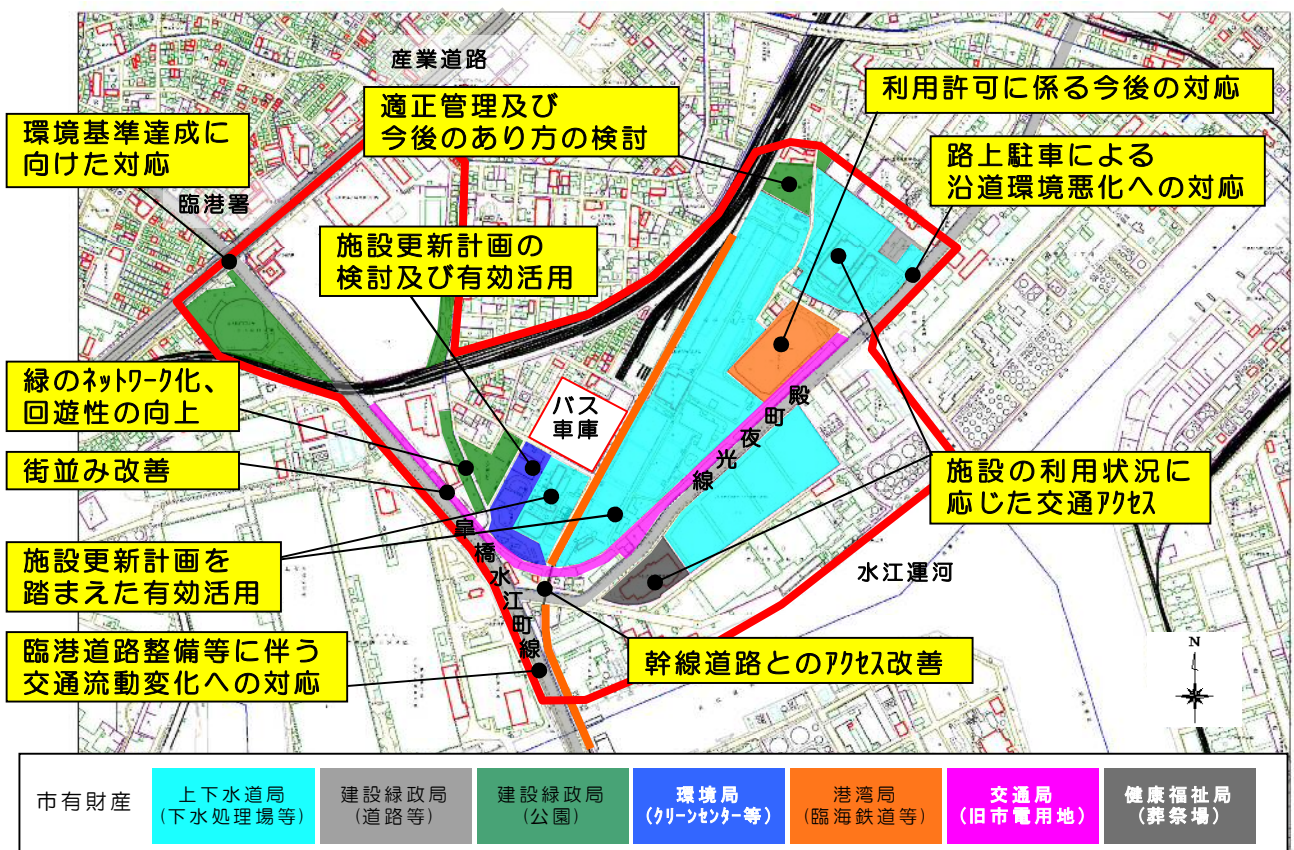 産業道路
利用許可に係る今後の対応
適正管理及び
今後のあり方の検討
環境基準達成に
向けた対応
路上駐車による
沿道環境悪化への対応
臨港署
施設更新計画の
検討及び有効活用
緑のネットワーク化、
回遊性の向上
バス
車庫
殿町夜光線
街並み改善
施設の利用状況に
応じた交通アクセス
皐橋水江町線
施設更新計画を
踏まえた有効活用
水江運河
臨港道路整備等に伴う
交通流動変化への対応
幹線道路とのアクセス改善
N
市有財産
上下水道局
(下水処理場等)
建設緑政局
(道路等)
建設緑政局
(公園)
環境局
(クリーンセンター等)
港湾局
(臨海鉄道等)
交通局
(旧市電用地)
健康福祉局
(葬祭場)